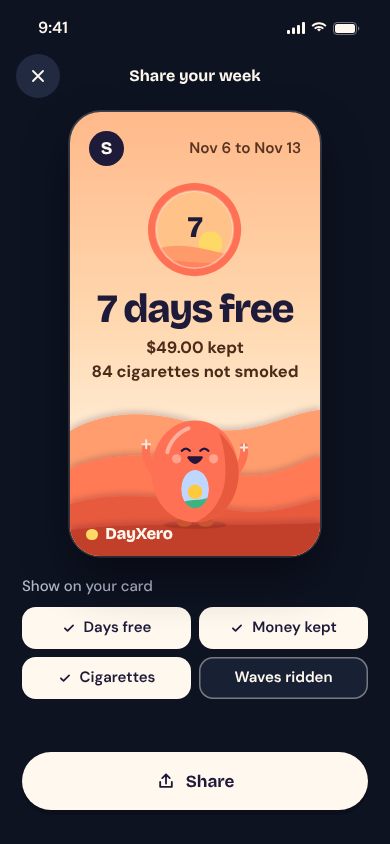 9:41
Share your week
S
Nov 6 to Nov 13
7
7 days free
$49.00 kept
84 cigarettes not smoked
DayXero
Show on your card
Days free
Money kept
Cigarettes
Waves ridden
Share